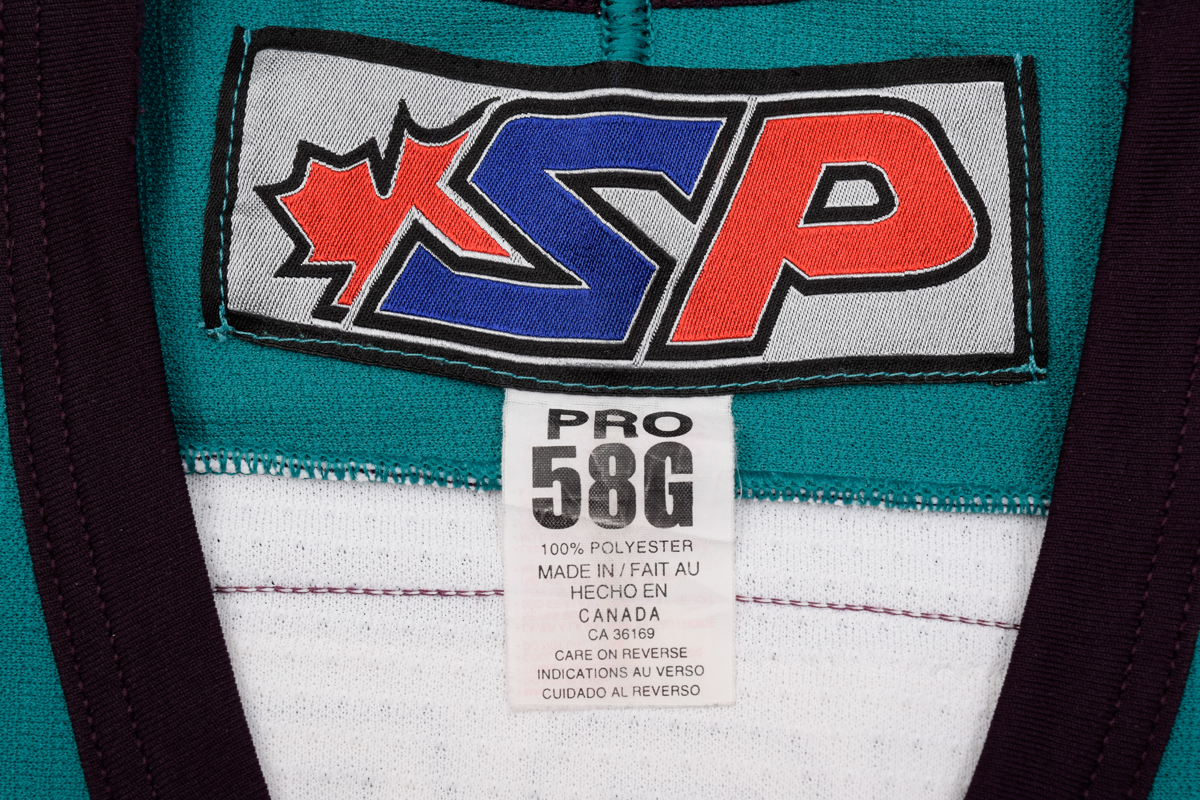 KSP
PRO
58G
100% POLYESTER
MADE IN / FAIT AU
HECHO EN
CANADA
CA 36169
CARE ON REVERSE
INDICATIONS AU VERSO
CUIDADO AL REVERSO